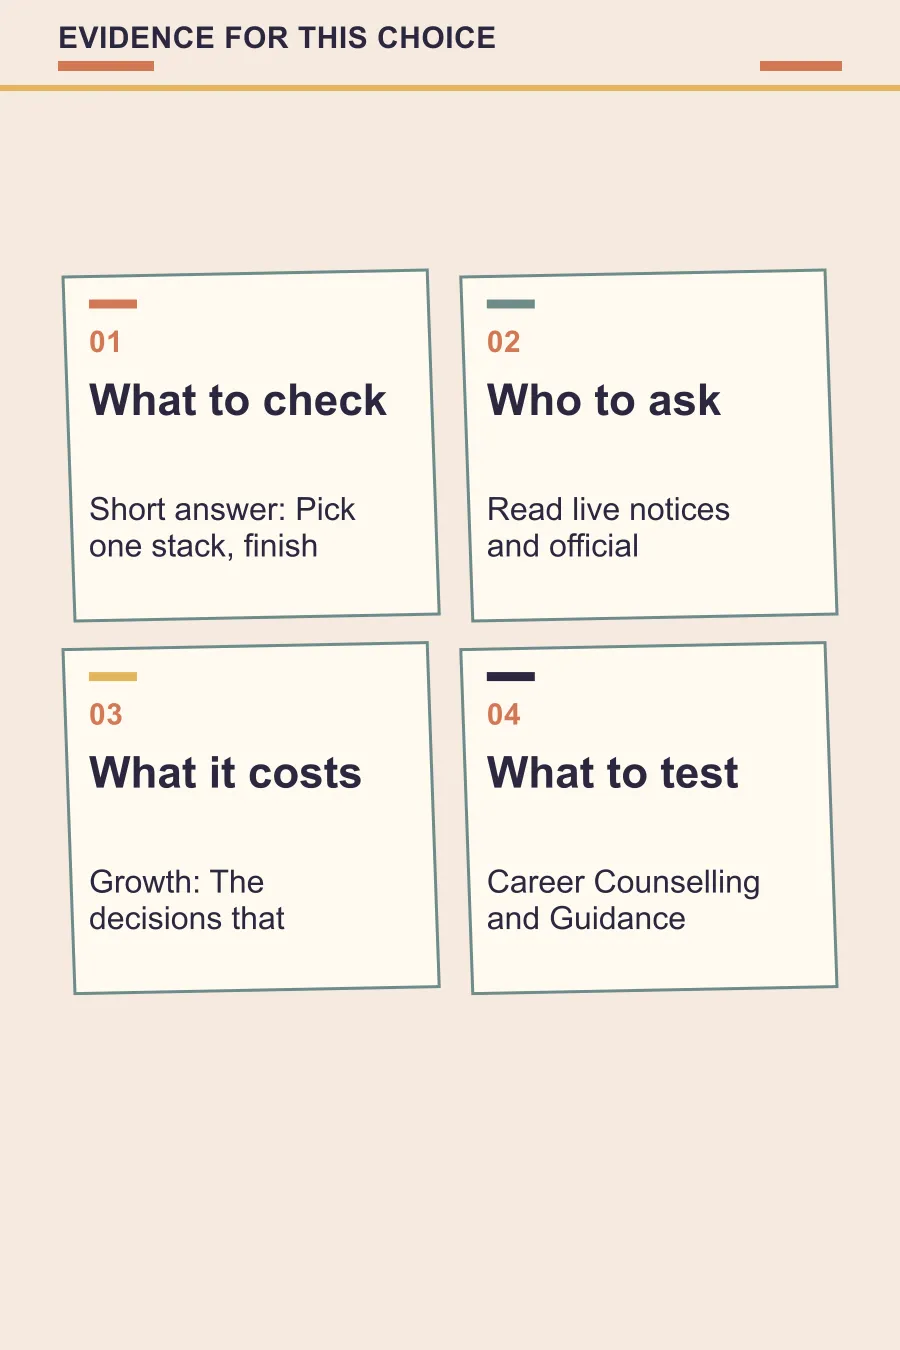 EVIDENCE FOR THIS CHOICE
01
What to check
Short answer: Pick
one stack, finish
02
Who to ask
Read live notices
and official
03
What it costs
Growth: The
decisions that
04
What to test
Career Counselling
and Guidance